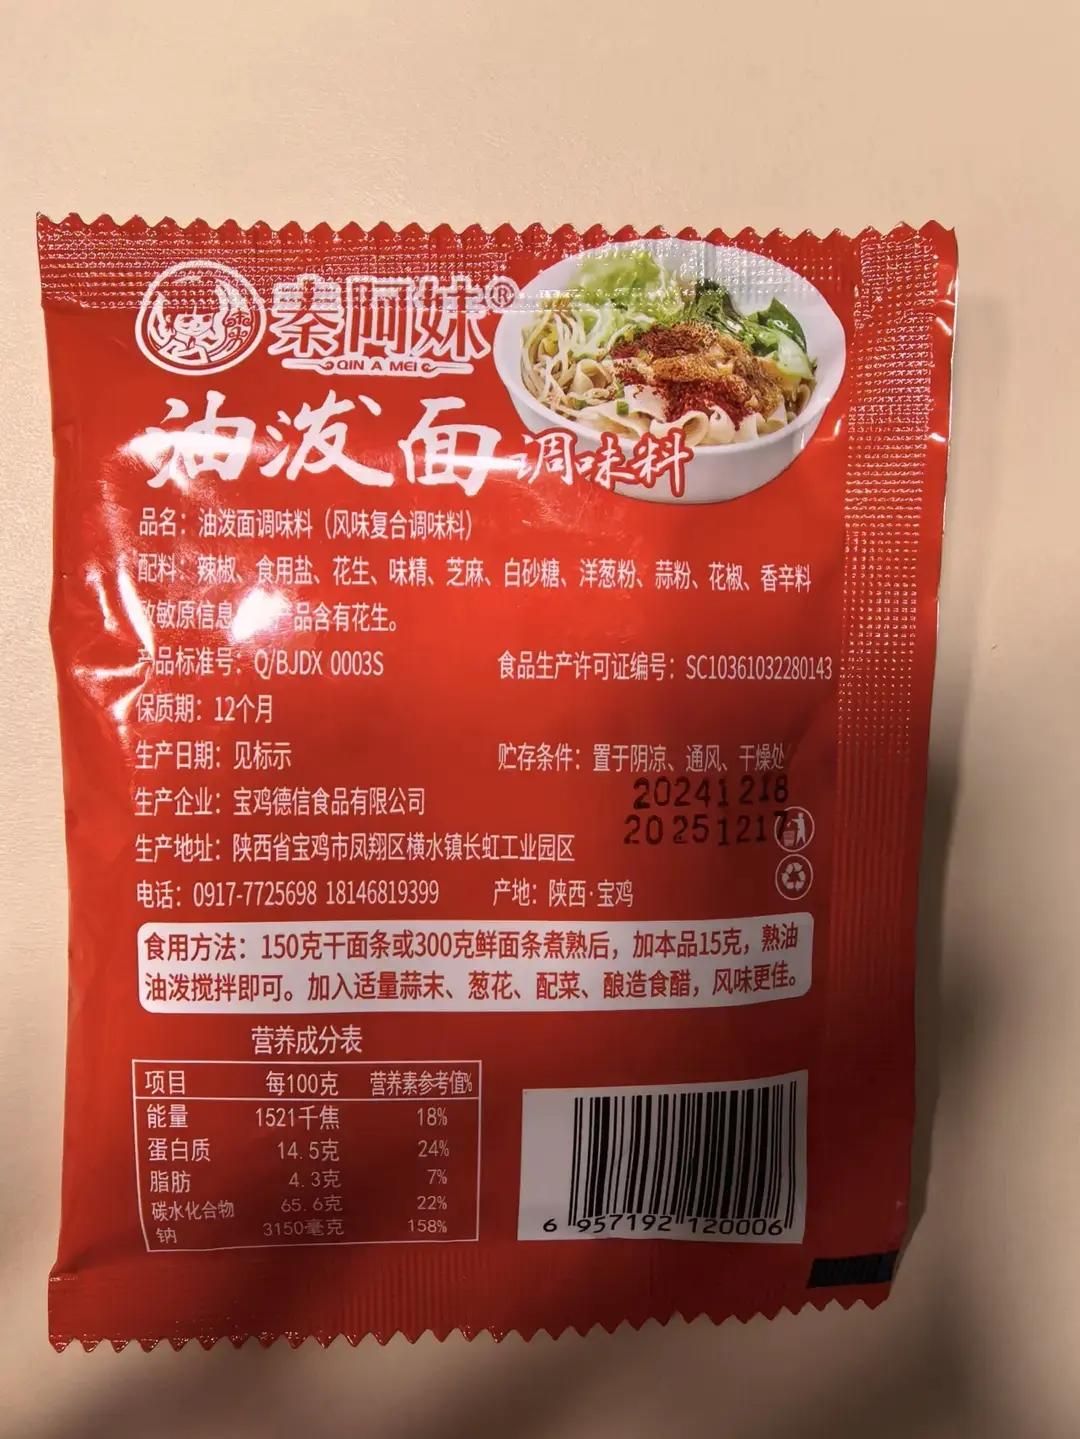 秦阿妹®
QIN A MEI
油泼面调味料
品名：油泼面调味料（风味复合调味料）
配料：辣椒、食用盐、花生、味精、芝麻、白砂糖、洋葱粉、蒜粉、花椒、香辛料
致敏原信息 产品含有花生。
产品标准号：Q/BJDX 0003S 食品生产许可证编号：SC10361032280143
保质期：12个月
生产日期：见标示 贮存条件：置于阴凉、通风、干燥处
20241218
生产企业：宝鸡德信食品有限公司
20251217
生产地址：陕西省宝鸡市凤翔区横水镇长虹工业园区
电话：0917-7725698 18146819399 产地：陕西·宝鸡
食用方法：150克干面条或300克鲜面条煮熟后，加本品15克，熟油
油泼搅拌即可。加入适量蒜末、葱花、配菜、酿造食醋，风味更佳。
营养成分表
项目 每100克 营养素参考值%
能量 1521千焦 18%
蛋白质 14.5克 24%
脂肪 4.3克 7%
碳水化合物 65.6克 22%
钠 3150毫克 158%
6 957192 120006